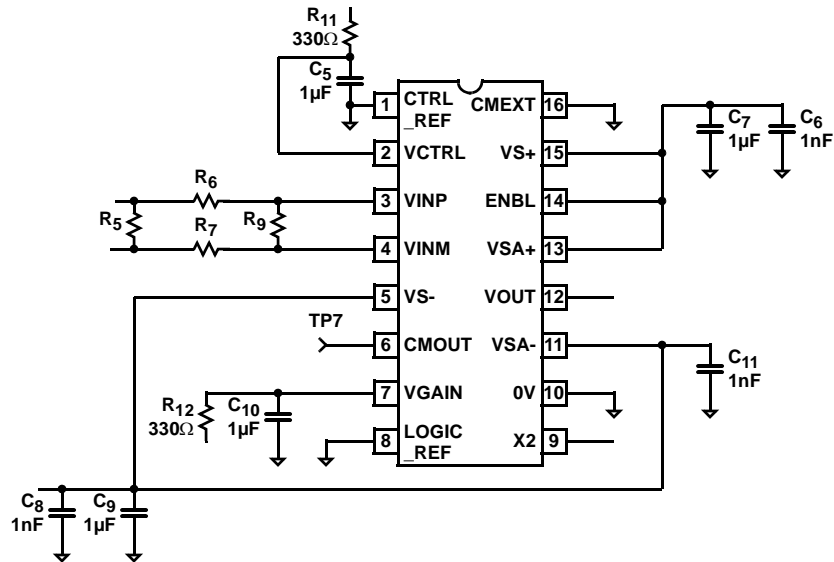 R11
330Ω
C5
1µF
1 CTRL
_REF
CMEXT 16
C7
1µF
C6
1nF
2 VCTRL
VS+ 15
R6
3 VINP
ENBL 14
R5
R7
R9
4 VINM
VSA+ 13
5 VS-
VOUT 12
TP7
6 CMOUT
VSA- 11
C11
1nF
R12
330Ω
C10
1µF
7 VGAIN
0V 10
8 LOGIC
_REF
X2 9
C8
1nF
C9
1µF